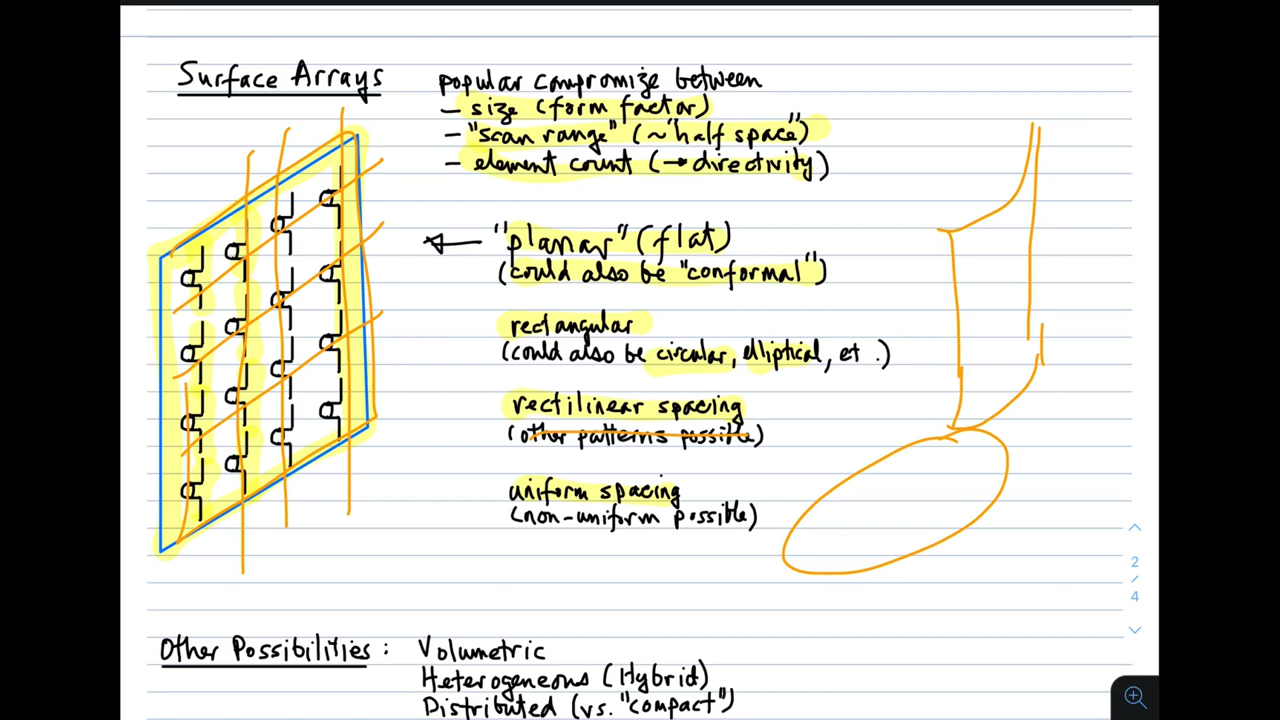 Surface Arrays
popular compromize between
- size (form factor)
- "scan range" (~"half space")
- element count (→ directivity)
"planar" (flat)
(could also be "conformal")
rectangular
(could also be circular, elliptical, et .)
rectilinear spacing
(other patterns possible)
uniform spacing
(non-uniform possible)
2
/
4
Other Possibilities: Volumetric
Heterogeneous (Hybrid)
Distributed (vs. "compact")